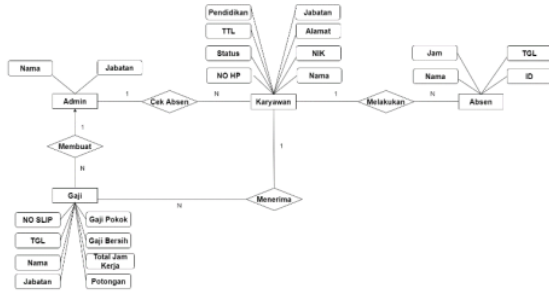 Pendidikan
Jabatan
TTL
Alamat
Status
NIK
Jam
TGL
Nama
Jabatan
NO HP
Nama
Nama
ID
Admin
1
Cek Absen
N
Karyawan
1
Melakukan
N
Absen
1
Membuat
N
1
Gaji
N
Menerima
NO SLIP
Gaji Pokok
TGL
Gaji Bersih
Nama
Total Jam
Kerja
Jabatan
Potongan